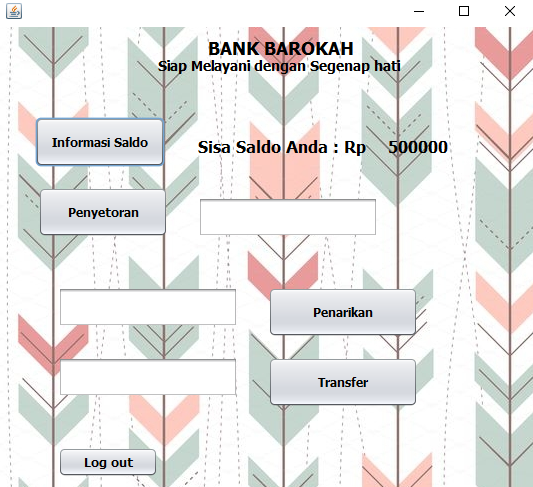 BANK BAROKAH
Siap Melayani dengan Segenap hati
Informasi Saldo
Sisa Saldo Anda : Rp 500000
Penyetoran
Penarikan
Transfer
Log out